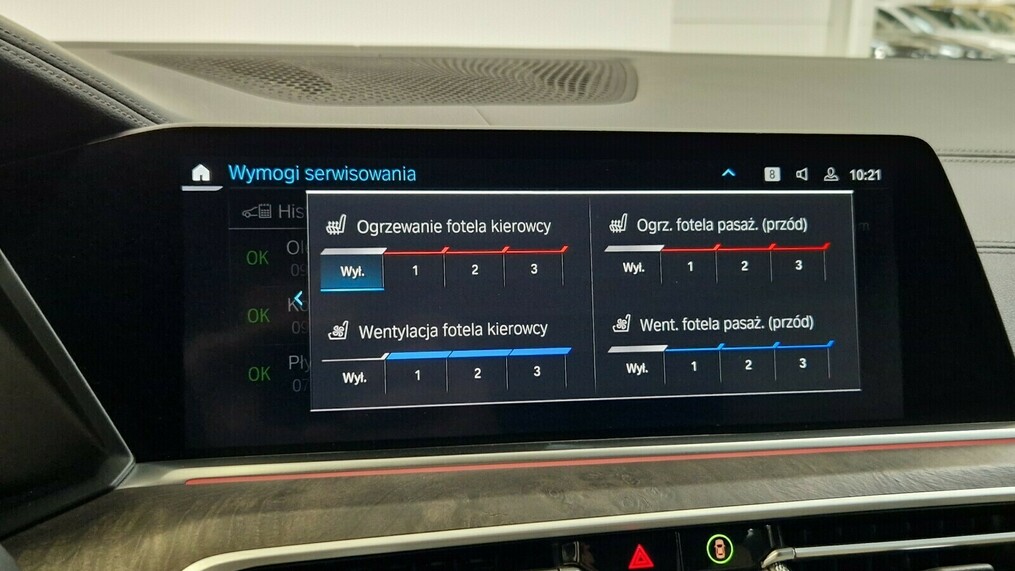 Wymogi serwisowania
8
10:21
His
Ogrzewanie fotela kierowcy
Wył. 1 2 3
Ogrz. fotela pasaż. (przód)
Wył. 1 2 3
OK
OK
OK
Wentylacja fotela kierowcy
Wył. 1 2 3
Went. fotela pasaż. (przód)
Wył. 1 2 3